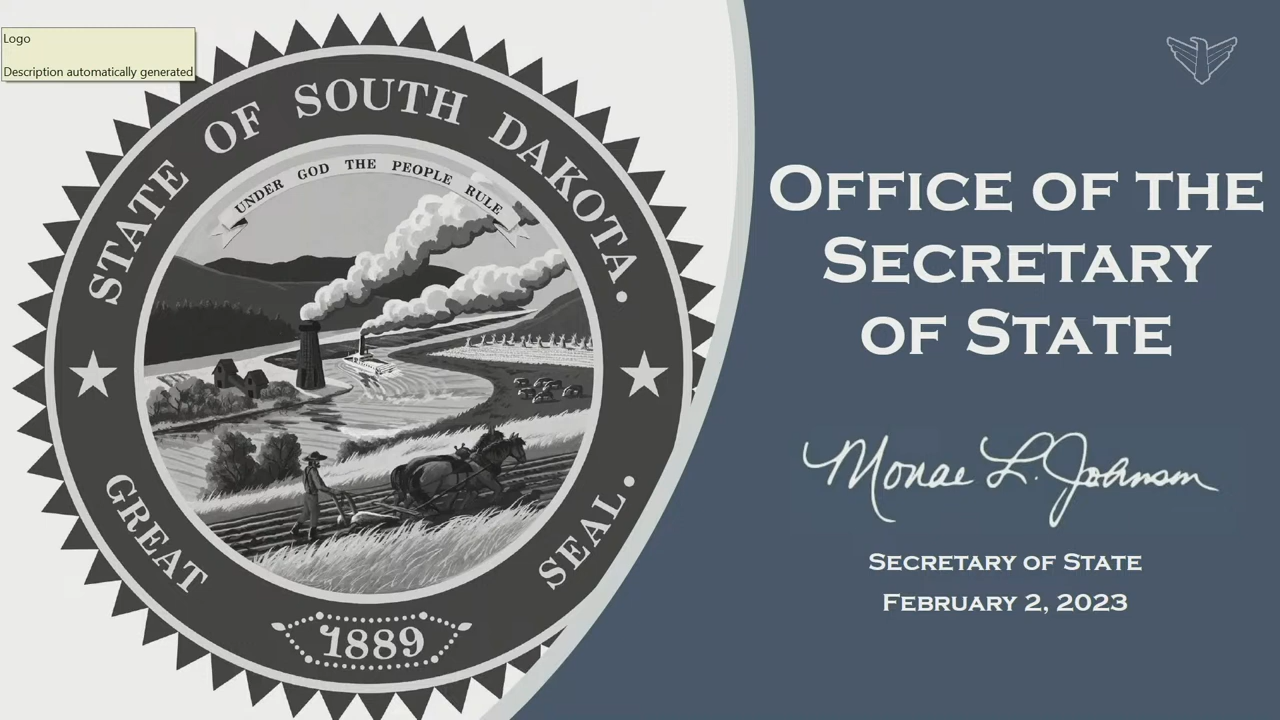 Logo
Description automatically generated
STATE OF SOUTH DAKOTA.
UNDER GOD THE PEOPLE RULE
GREAT SEAL.
1889
OFFICE OF THE
SECRETARY
OF STATE
Monae L. Johnson
SECRETARY OF STATE
FEBRUARY 2, 2023